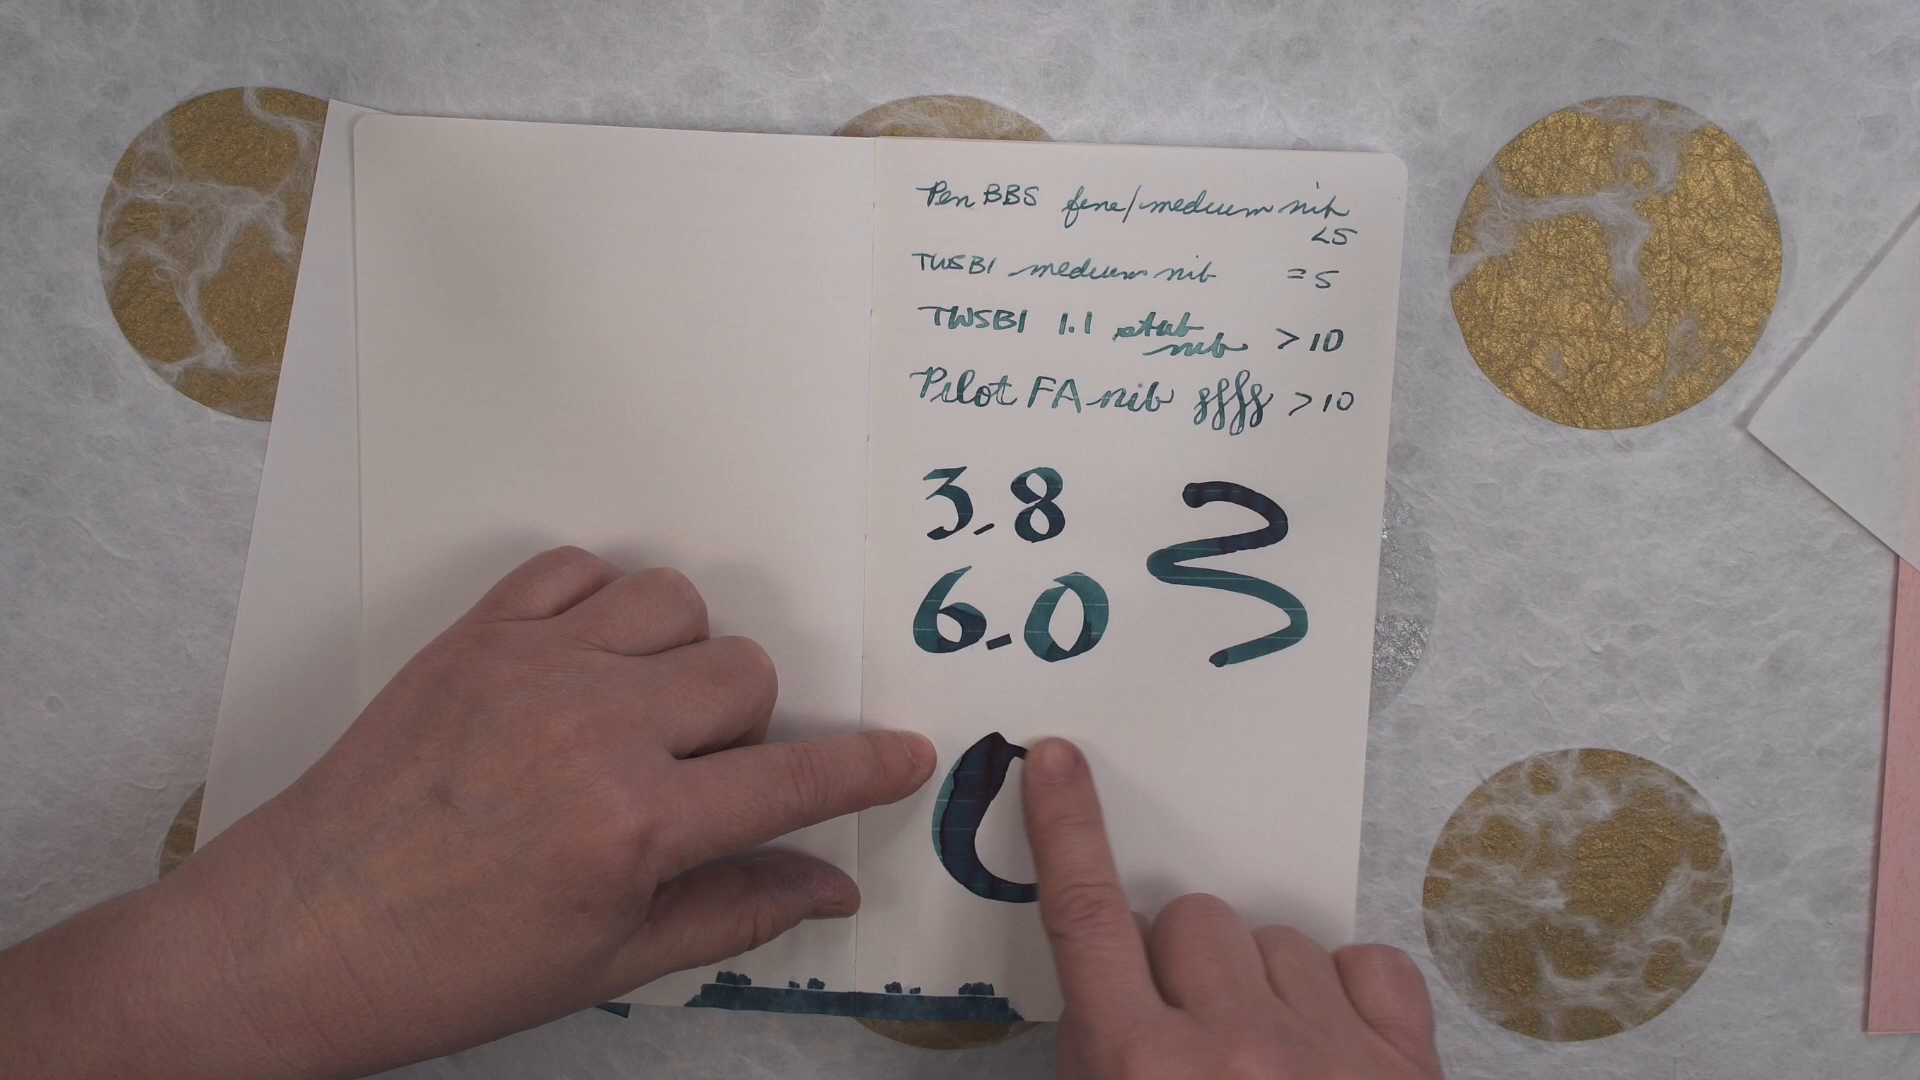 Pen BBS fine/medium nib
<5
TWSBI medium nib = 5
TWSBI 1.1 stub nib >10
Pilot FA nib ffff >10
3.8
6.0